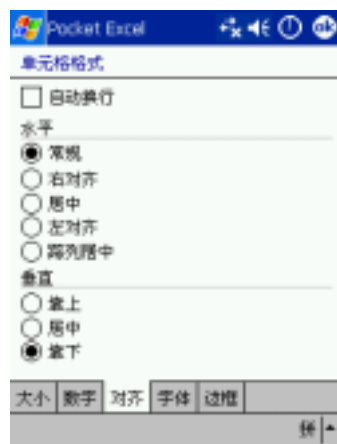 Pocket Excel
ok
单元格格式
自动换行
水平
常规
右对齐
居中
左对齐
跨列居中
垂直
靠上
居中
靠下
大小 数字 对齐 字体 边框
拼